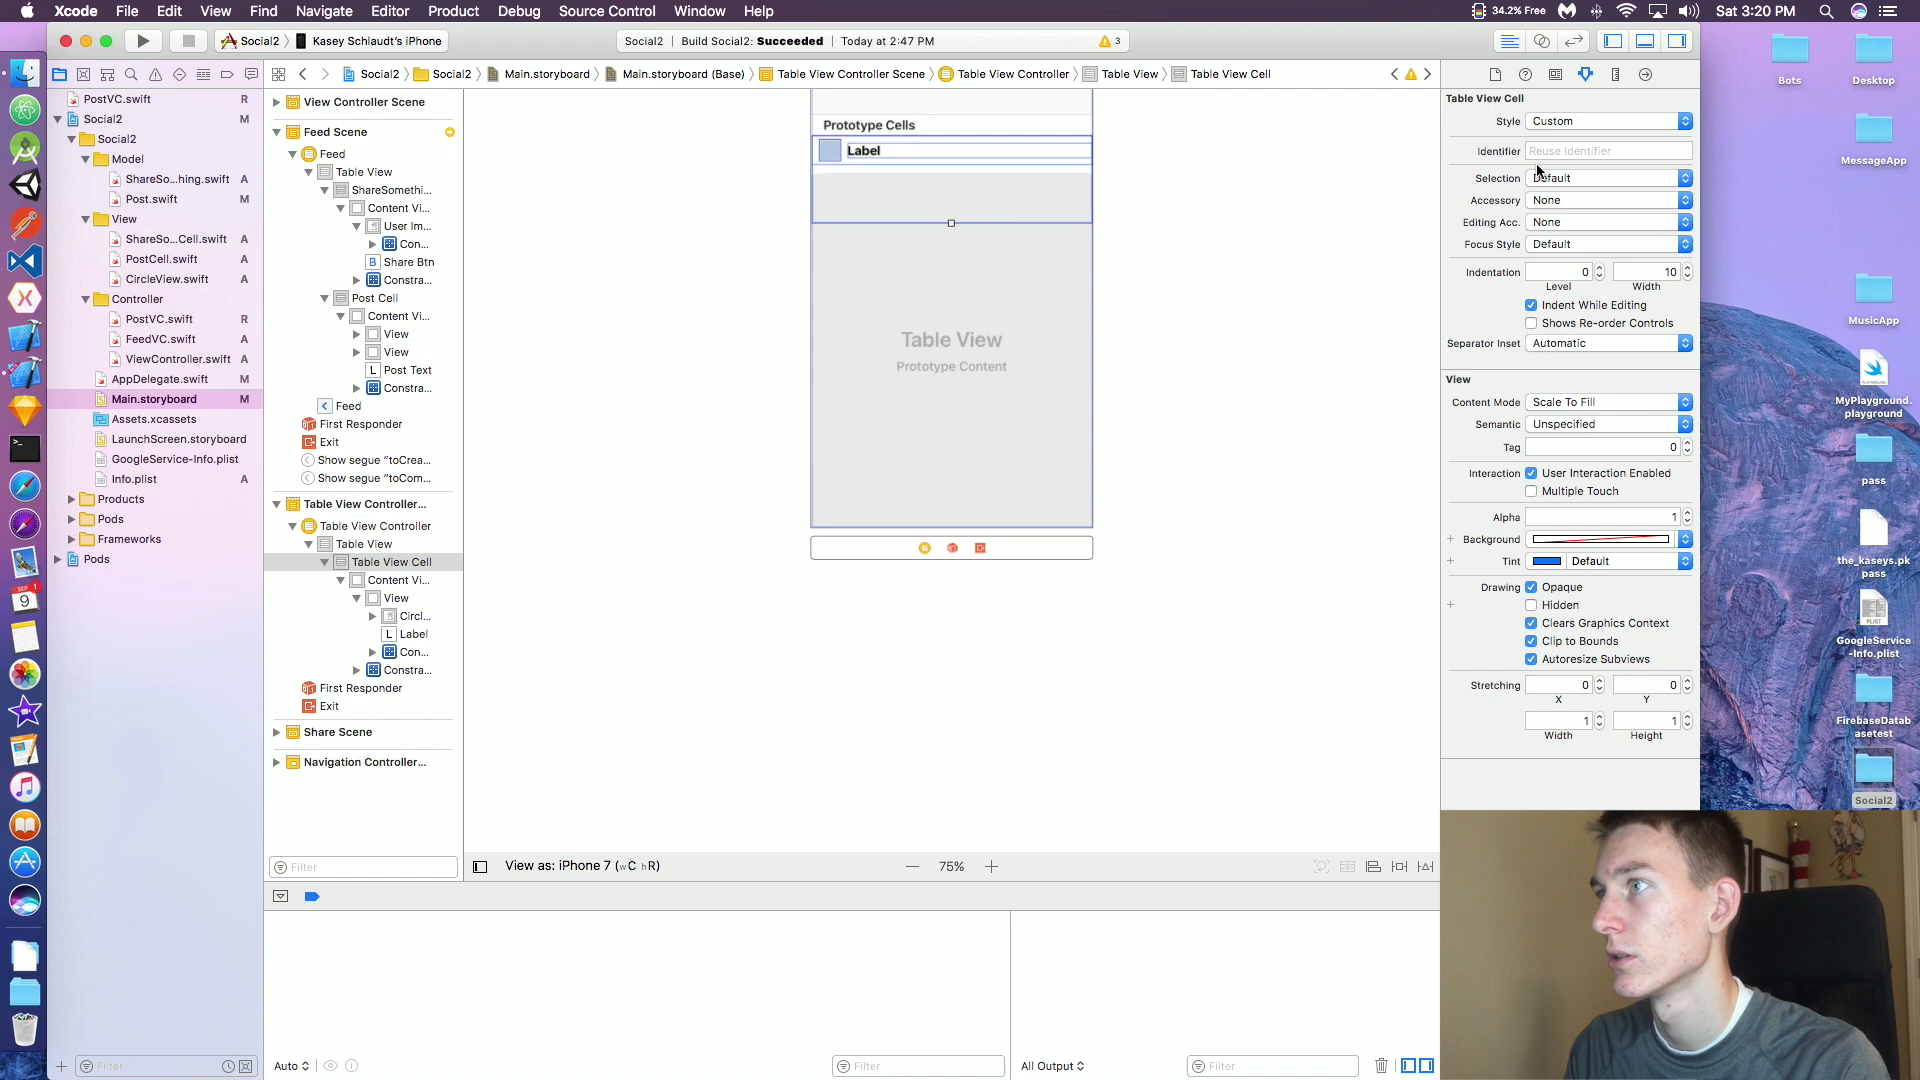 Xcode File Edit View Find Navigate Editor Product Debug Source Control Window Help 34.2% Free Sat 3:20 PM
Social2 Kasey Schlaudt's iPhone Social2 Build Social2: Succeeded Today at 2:47 PM 3
Social2 Social2 Main.storyboard Main.storyboard (Base) Table View Controller Scene Table View Controller Table View Table View Cell
PostVC.swift R
Social2 M
Social2
Model
ShareSo...hing.swift A
Post.swift M
View
ShareSo...Cell.swift A
PostCell.swift A
CircleView.swift A
Controller
PostVC.swift R
FeedVC.swift A
ViewController.swift A
AppDelegate.swift M
Main.storyboard M
Assets.xcassets
LaunchScreen.storyboard
GoogleService-Info.plist
Info.plist A
Products
Pods
Frameworks
Pods
Filter
View Controller Scene
Feed Scene
Feed
Table View
ShareSomethi...
Content Vi...
User Im...
Con...
B Share Btn
Constra...
Post Cell
Content Vi...
View
View
L Post Text
Constra...
Feed
First Responder
Exit
Show segue "toCrea...
Show segue "toCom...
Table View Controller...
Table View Controller
Table View
Table View Cell
Content Vi...
View
Circl...
L Label
Con...
Constra...
First Responder
Exit
Share Scene
Navigation Controller...
Filter
Prototype Cells
Label
Table View
Prototype Content
View as: iPhone 7 (wC hR)
75%
Auto
Filter
All Output
Filter
Table View Cell
Style Custom
Identifier Reuse Identifier
Selection Default
Accessory None
Editing Acc. None
Focus Style Default
Indentation 0 10
Level Width
Indent While Editing
Shows Re-order Controls
Separator Inset Automatic
View
Content Mode Scale To Fill
Semantic Unspecified
Tag 0
Interaction User Interaction Enabled
Multiple Touch
Alpha 1
Background
Tint Default
Drawing Opaque
Hidden
Clears Graphics Context
Clip to Bounds
Autoresize Subviews
Stretching 0 0
X Y
1 1
Width Height
Bots
Desktop
MessageApp
MusicApp
PLAYGROUND
MyPlayground.
playground
pass
the_kaseys.pk
pass
PLIST
GoogleService
-Info.plist
FirebaseDatab
asetest
Social2
SEP
9